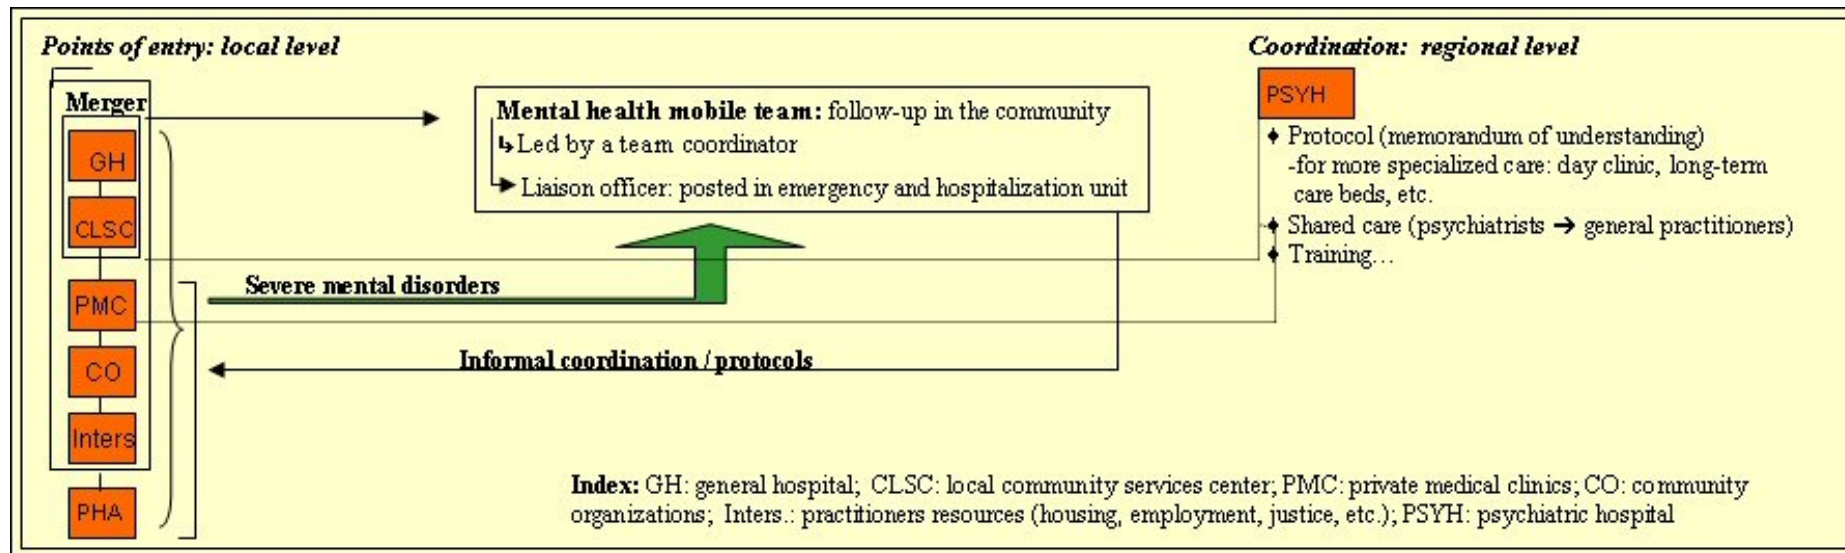 Points of entry: local level
Coordination: regional level
Merger
GH
CLSC
PMC
CO
Inters
PHA
Mental health mobile team: follow-up in the community
↳Led by a team coordinator
Liaison officer: posted in emergency and hospitalization unit
Severe mental disorders
Informal coordination / protocols
PSYH
♦ Protocol (memorandum of understanding)
-for more specialized care: day clinic, long-term
care beds, etc.
♦ Shared care (psychiatrists ➔ general practitioners)
♦ Training…
Index: GH: general hospital; CLSC: local community services center; PMC: private medical clinics; CO: community
organizations; Inters.: practitioners resources (housing, employment, justice, etc.); PSYH: psychiatric hospital